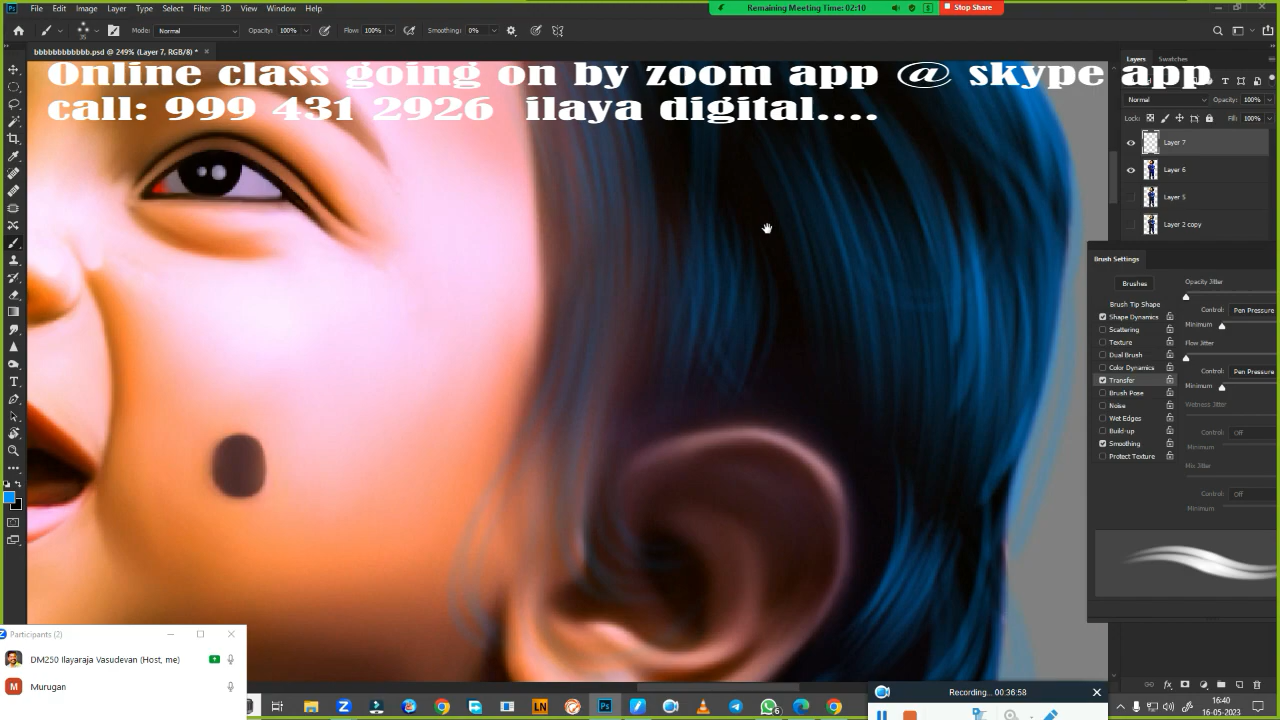 File Edit Image Layer Type Select Filter 3D View Window Help
Remaining Meeting Time: 02:10
Stop Share
35 Mode: Normal Opacity: 100% Flow: 100% Smoothing: 0%
bbbbbbbbbbbb.psd @ 249% (Layer 7, RGB/8) *
Online class going on by zoom app @ skype app
call: 999 431 2926 ilaya digital....
Layers Swatches
Normal Opacity: 100%
Lock: Fill: 100%
Layer 7
Layer 6
Layer 5
Layer 2 copy
Brush Settings
Brushes
Brush Tip Shape
Shape Dynamics
Scattering
Texture
Dual Brush
Color Dynamics
Transfer
Brush Pose
Noise
Wet Edges
Build-up
Smoothing
Protect Texture
Opacity Jitter
Control: Pen Pressure
Minimum
Flow Jitter
Control: Pen Pressure
Minimum
Wetness Jitter
Control: Off
Minimum
Mix Jitter
Control: Off
Minimum
Participants (2)
DM250 Ilayaraja Vasudevan (Host, me)
M Murugan
Recording... 00:36:58
16:40
16-05-2023